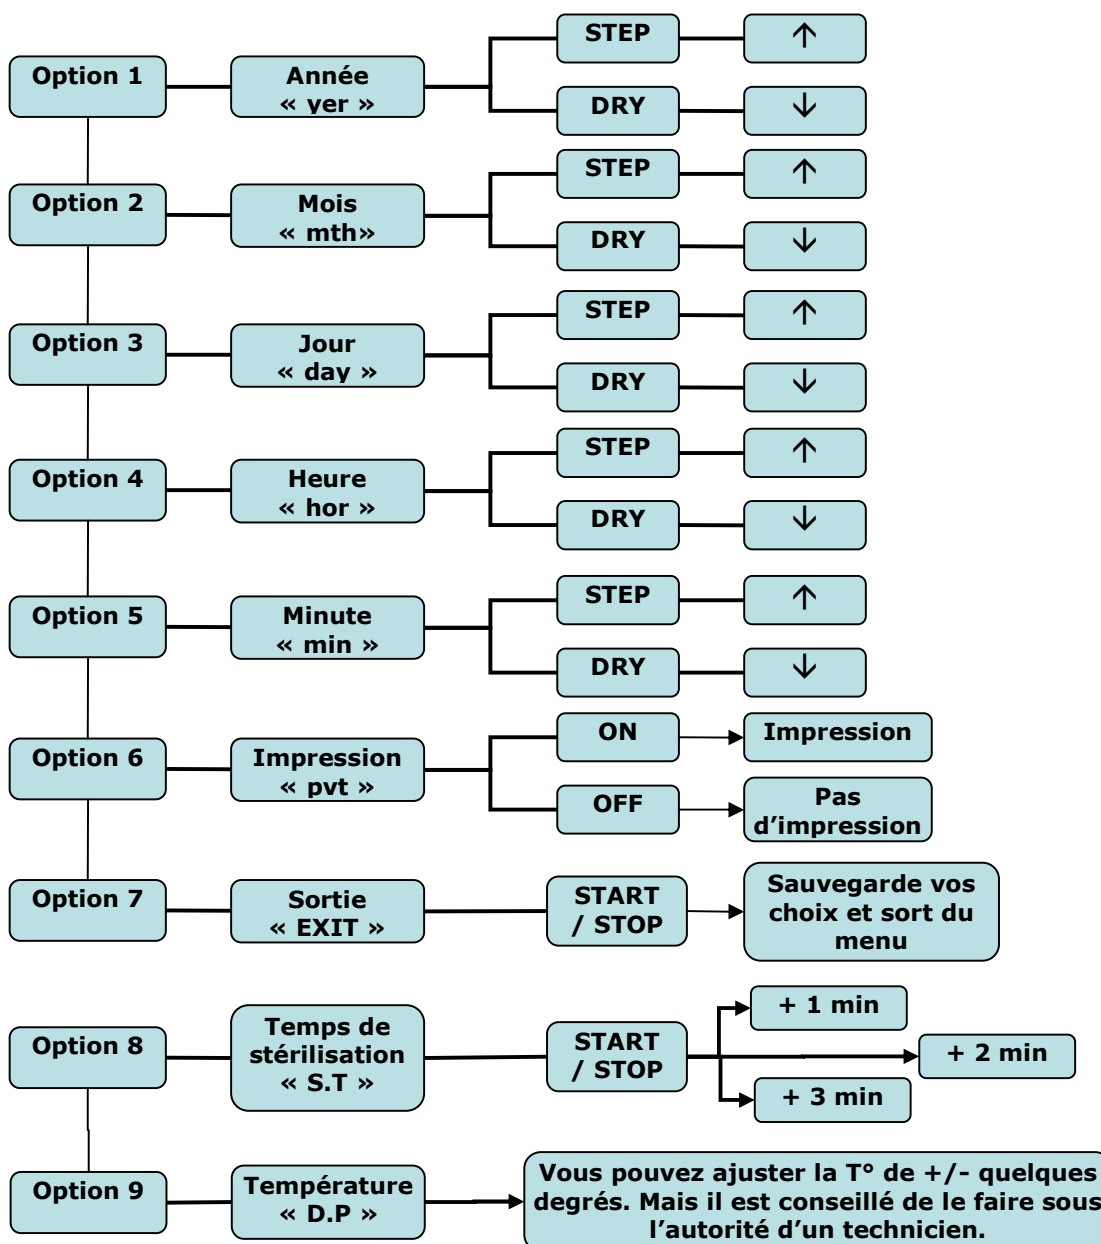 STEP
↑
Option 1
Année
« yer »
DRY
↓
STEP
↑
Option 2
Mois
« mth»
DRY
↓
STEP
↑
Option 3
Jour
« day »
DRY
↓
STEP
↑
Option 4
Heure
« hor »
DRY
↓
STEP
↑
Option 5
Minute
« min »
DRY
↓
ON
Impression
Option 6
Impression
« pvt »
OFF
Pas
d’impression
Option 7
Sortie
« EXIT »
START
/ STOP
Sauvegarde vos
choix et sort du
menu
Option 8
Temps de
stérilisation
« S.T »
START
/ STOP
+ 1 min
+ 2 min
+ 3 min
Option 9
Température
« D.P »
Vous pouvez ajuster la T° de +/- quelques
degrés. Mais il est conseillé de le faire sous
l’autorité d’un technicien.